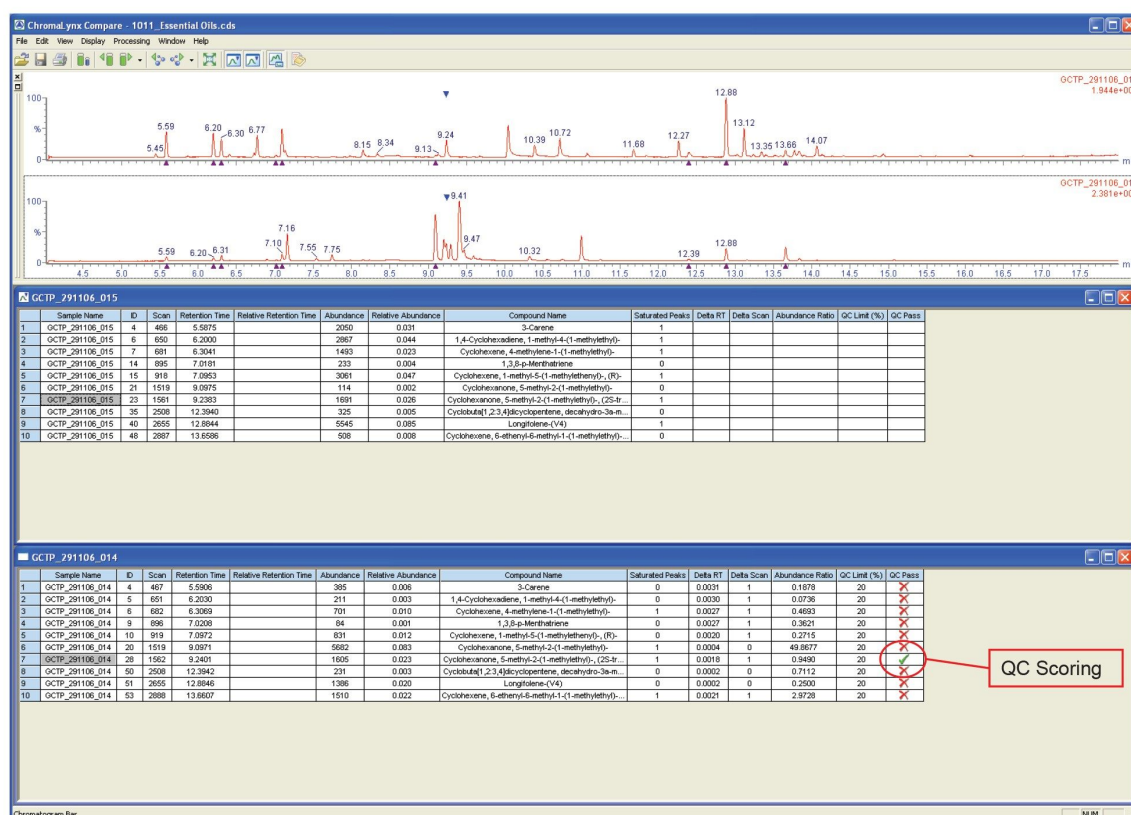 ChromaLynx Compare - 1011_Essential Oils.cds
File Edit View Display Processing Window Help
GCTP_291106_01
1.944e+00
100
%
0
5.45 5.59 6.20 6.30 6.77 8.15 8.34 9.13 9.24 10.39 10.72 11.68 12.27 12.88 13.12 13.35 13.66 14.07
m
GCTP_291106_01
2.381e+00
100
%
0
5.59 6.20 6.31 7.10 7.16 7.55 7.75 9.41 9.47 10.32 12.39 12.88
m
4.5 5.0 5.5 6.0 6.5 7.0 7.5 8.0 8.5 9.0 9.5 10.0 10.5 11.0 11.5 12.0 12.5 13.0 13.5 14.0 14.5 15.0 15.5 16.0 16.5 17.0 17.5
GCTP_291106_015
Sample Name ID Scan Retention Time Relative Retention Time Abundance Relative Abundance Compound Name Saturated Peaks Delta RT Delta Scan Abundance Ratio QC Limit (%) QC Pass
1 GCTP_291106_015 4 466 5.5875 2050 0.031 3-Carene 1
2 GCTP_291106_015 6 650 6.2000 2867 0.044 1,4-Cyclohexadiene, 1-methyl-4-(1-methylethyl)- 1
3 GCTP_291106_015 7 681 6.3041 1493 0.023 Cyclohexene, 4-methylene-1-(1-methylethyl)- 1
4 GCTP_291106_015 14 895 7.0181 233 0.004 1,3,8-p-Menthatriene 0
5 GCTP_291106_015 15 918 7.0953 3061 0.047 Cyclohexene, 1-methyl-5-(1-methylethenyl)-, (R)- 1
6 GCTP_291106_015 21 1519 9.0975 114 0.002 Cyclohexanone, 5-methyl-2-(1-methylethyl)- 0
7 GCTP_291106_015 23 1561 9.2383 1691 0.026 Cyclohexanone, 5-methyl-2-(1-methylethyl)-, (2S-tr... 1
8 GCTP_291106_015 35 2508 12.3940 325 0.005 Cyclobuta[1,2:3,4]dicyclopentene, decahydro-3a-m... 0
9 GCTP_291106_015 40 2655 12.8844 5545 0.085 Longifolene-(V4) 1
10 GCTP_291106_015 48 2887 13.6586 508 0.008 Cyclohexene, 6-ethenyl-6-methyl-1-(1-methylethyl)-... 0
GCTP_291106_014
Sample Name ID Scan Retention Time Relative Retention Time Abundance Relative Abundance Compound Name Saturated Peaks Delta RT Delta Scan Abundance Ratio QC Limit (%) QC Pass
1 GCTP_291106_014 4 467 5.5906 385 0.006 3-Carene 0 0.0031 1 0.1878 20
2 GCTP_291106_014 5 651 6.2030 211 0.003 1,4-Cyclohexadiene, 1-methyl-4-(1-methylethyl)- 0 0.0030 1 0.0736 20
3 GCTP_291106_014 6 682 6.3069 701 0.010 Cyclohexene, 4-methylene-1-(1-methylethyl)- 1 0.0027 1 0.4693 20
4 GCTP_291106_014 9 896 7.0208 84 0.001 1,3,8-p-Menthatriene 0 0.0027 1 0.3621 20
5 GCTP_291106_014 10 919 7.0972 831 0.012 Cyclohexene, 1-methyl-5-(1-methylethenyl)-, (R)- 0 0.0020 1 0.2715 20
6 GCTP_291106_014 20 1519 9.0971 5682 0.083 Cyclohexanone, 5-methyl-2-(1-methylethyl)- 1 0.0004 0 49.8677 20
7 GCTP_291106_014 28 1562 9.2401 1605 0.023 Cyclohexanone, 5-methyl-2-(1-methylethyl)-, (2S-tr... 1 0.0018 1 0.9490 20
8 GCTP_291106_014 50 2508 12.3942 231 0.003 Cyclobuta[1,2:3,4]dicyclopentene, decahydro-3a-m... 0 0.0002 0 0.7112 20
9 GCTP_291106_014 51 2655 12.8846 1386 0.020 Longifolene-(V4) 1 0.0002 0 0.2500 20
10 GCTP_291106_014 53 2888 13.6607 1510 0.022 Cyclohexene, 6-ethenyl-6-methyl-1-(1-methylethyl)-... 1 0.0021 1 2.9728 20
QC Scoring
Chromatogram Bar
NUM